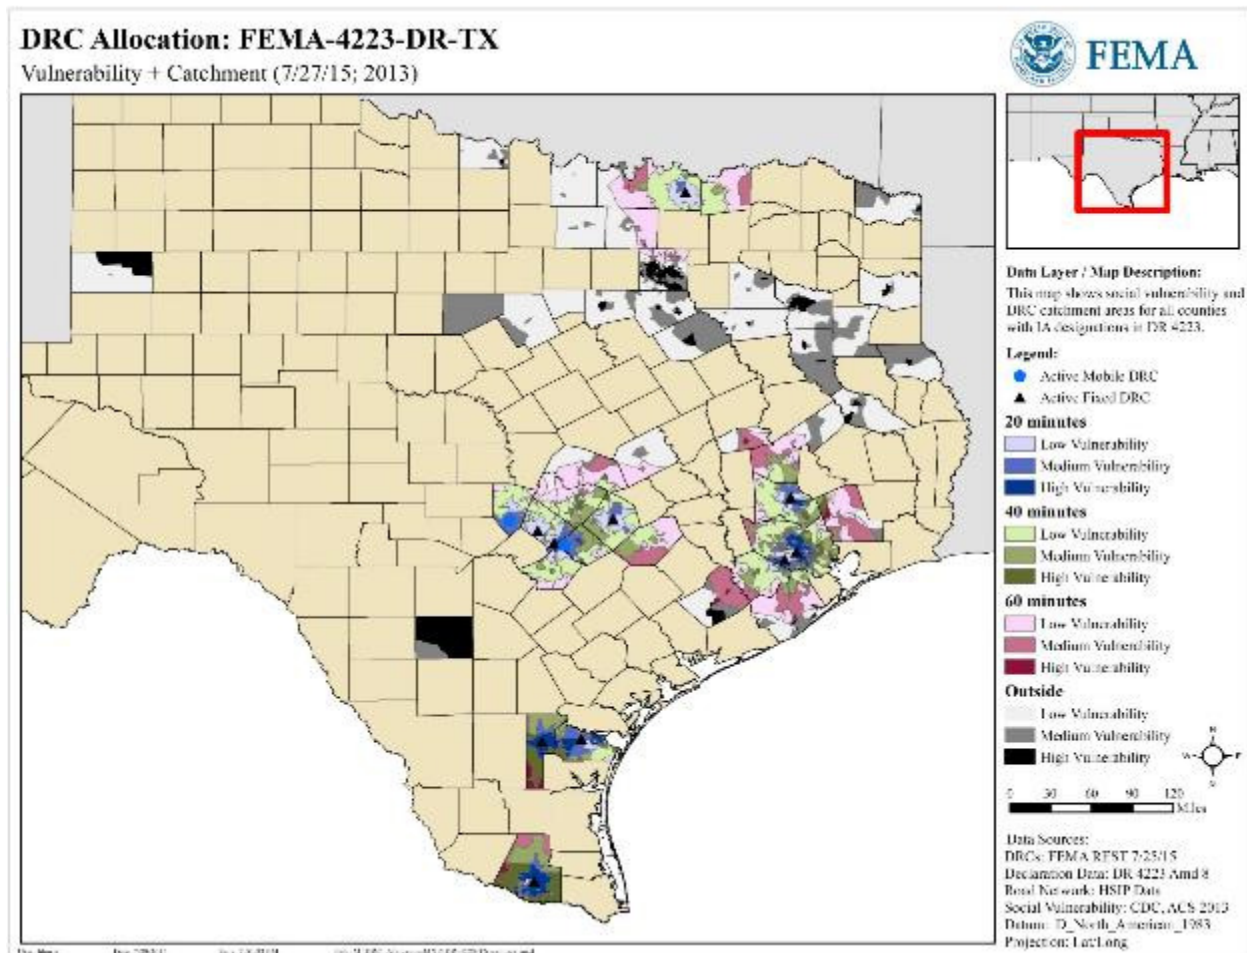 DRC Allocation: FEMA-4223-DR-TX
Vulnerability + Catchment (7/27/15; 2013)
FEMA
Data Layer / Map Description:
This map shows social vulnerability and
DRC catchment areas for all counties
with IA designations in DR 4223.
Legend:
Active Mobile DRC
Active Fixed DRC
20 minutes
Low Vulnerability
Medium Vulnerability
High Vulnerability
40 minutes
Low Vulnerability
Medium Vulnerability
High Vulnerability
60 minutes
Low Vulnerability
Medium Vulnerability
High Vulnerability
Outside
Low Vulnerability
Medium Vulnerability
High Vulnerability
N
W E
S
0 30 60 90 120
Miles
Data Sources:
DRCs: FEMA REST 7/25/15
Declaration Data: DR 4223 Amd 8
Road Network: HSIP Data
Social Vulnerability: CDC, ACS 2013
Datum: D_North_American_1983
Projection: Lat/Long